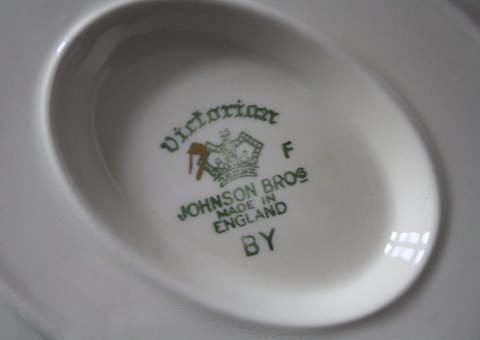 Victorian
F
JOHNSON BROS
MADE IN
ENGLAND
BY